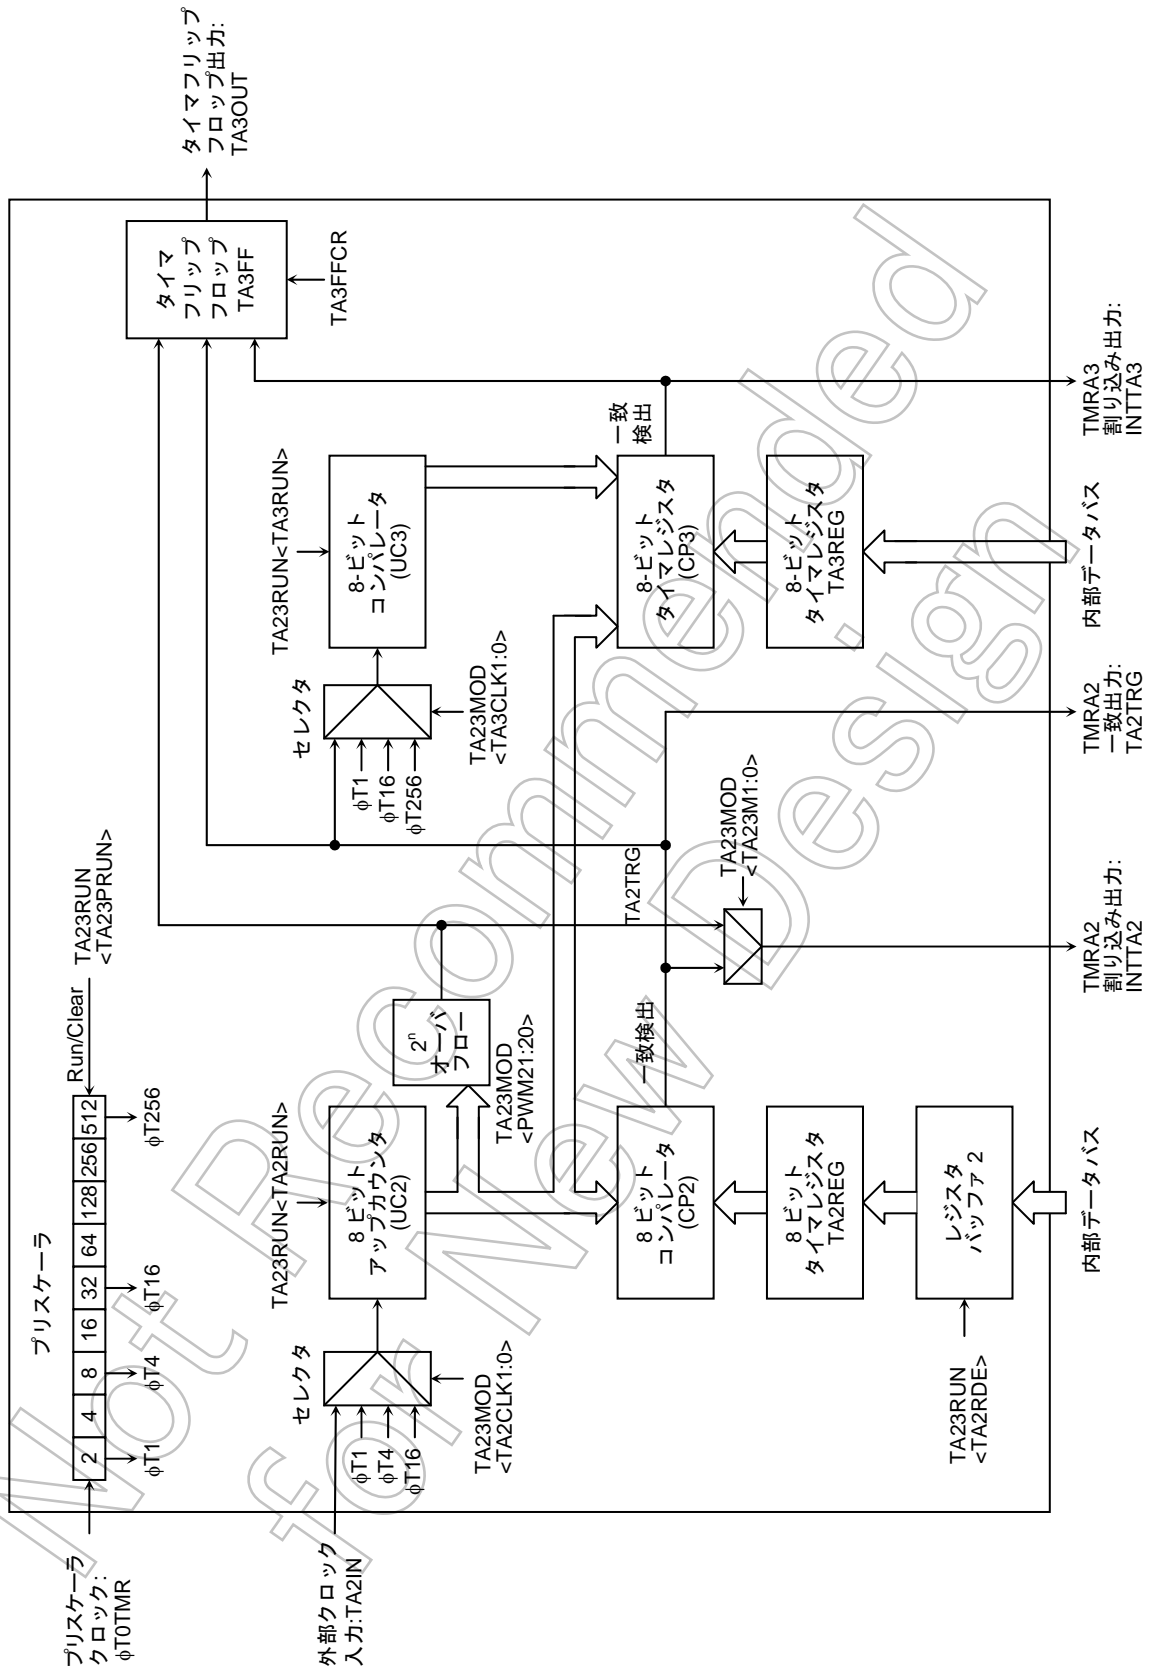 プリスケーラ
クロック:
φT0TMR
プリスケーラ
2
4
8
16
32
64
128
256
512
φT1
φT4
φT16
φT256
Run/Clear
TA23RUN
<TA23PRUN>
外部クロック
入力:TA2IN
φT1
φT4
φT16
セレクタ
TA23MOD
<TA2CLK1:0>
TA23RUN<TA2RUN>
8ビット
アップカウンタ
(UC2)
2n
オーバ
フロー
TA23MOD
<PWM21:20>
セレクタ
φT1
φT16
φT256
TA23MOD
<TA3CLK1:0>
TA23RUN<TA3RUN>
8-ビット
コンパレータ
(UC3)
タイマ
フリップ
フロップ
TA3FF
TA3FFCR
タイマフリップ
フロップ出力:
TA3OUT
8ビット
コンパレータ
(CP2)
一致検出
TA2TRG
TA23MOD
<TA23M1:0>
8-ビット
タイマレジスタ
(CP3)
一致
検出
8ビット
タイマレジスタ
TA2REG
8-ビット
タイマレジスタ
TA3REG
レジスタ
バッファ2
TA23RUN
<TA2RDE>
内部データバス
TMRA2
割り込み出力:
INTTA2
TMRA2
一致出力:
TA2TRG
内部データバス
TMRA3
割り込み出力:
INTTA3
Not Recommended
for New Design